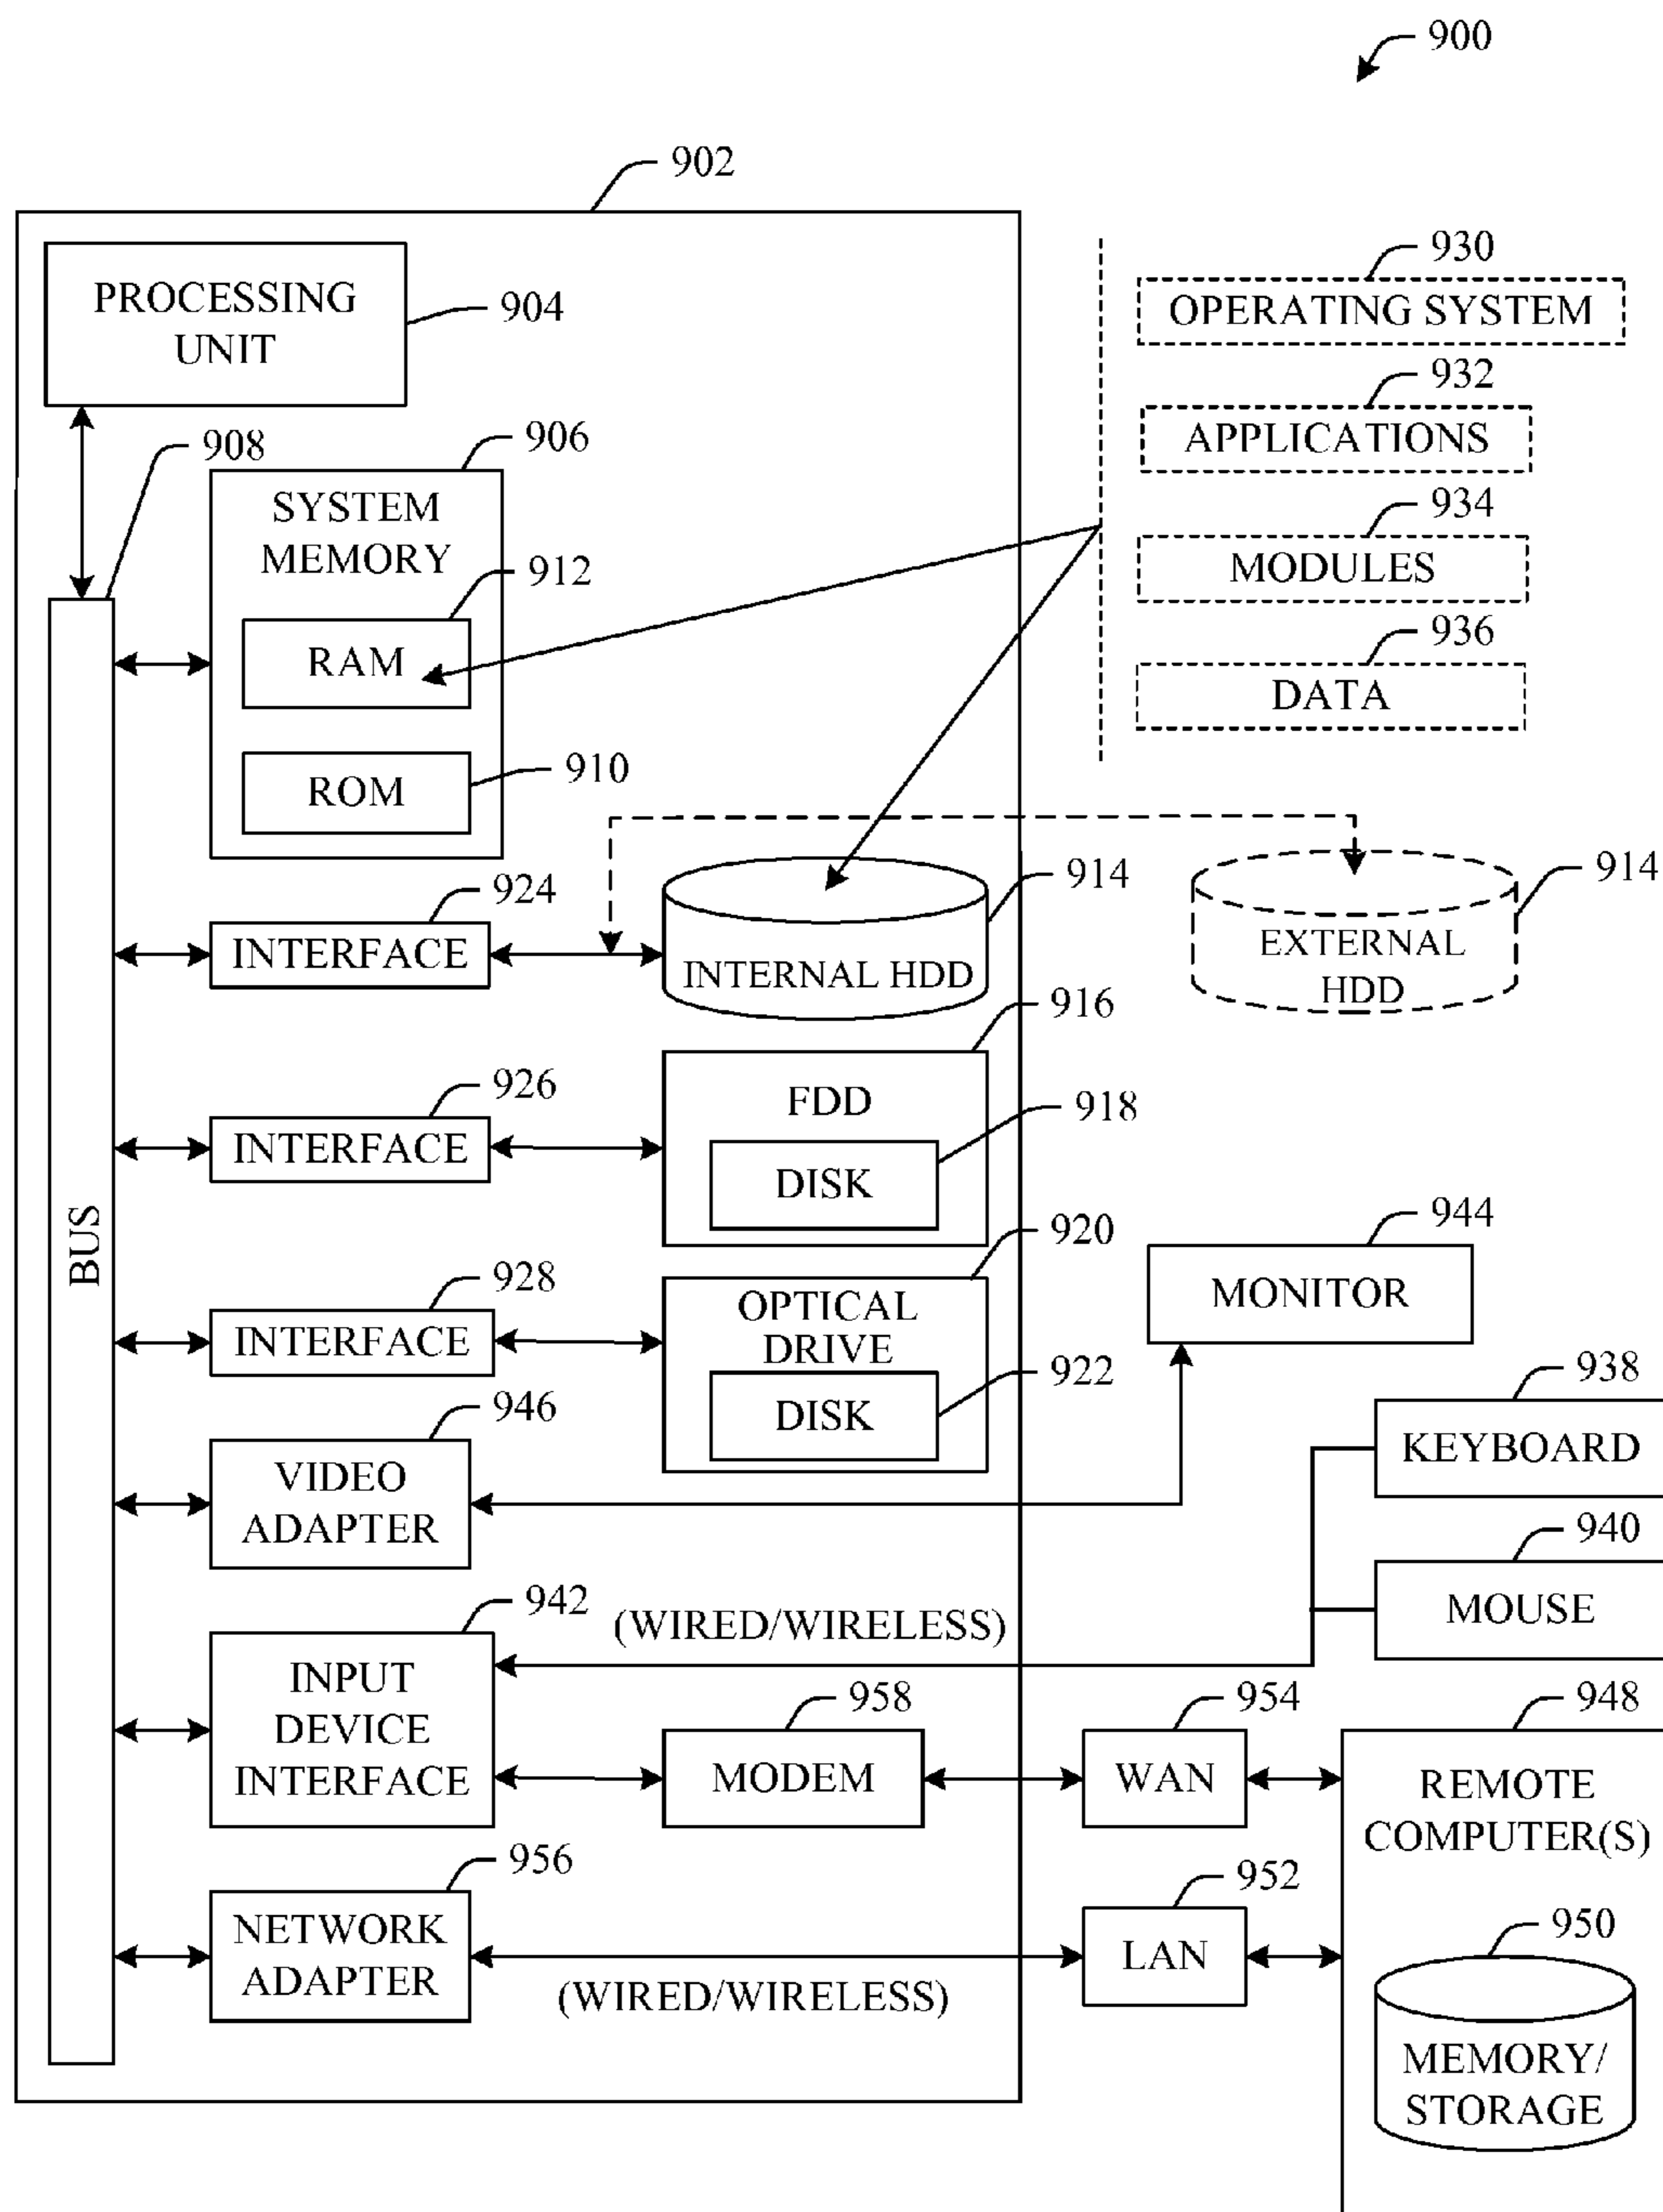 900
902
PROCESSING
UNIT
904
930
OPERATING SYSTEM
932
APPLICATIONS
934
MODULES
936
DATA
908
906
SYSTEM
MEMORY
912
RAM
910
ROM
BUS
924
INTERFACE
914
INTERNAL HDD
914
EXTERNAL
HDD
926
INTERFACE
916
FDD
918
DISK
928
INTERFACE
920
OPTICAL
DRIVE
922
DISK
944
MONITOR
946
VIDEO
ADAPTER
938
KEYBOARD
940
MOUSE
942
INPUT
DEVICE
INTERFACE
(WIRED/WIRELESS)
958
MODEM
954
WAN
948
REMOTE
COMPUTER(S)
956
NETWORK
ADAPTER
(WIRED/WIRELESS)
952
LAN
950
MEMORY/
STORAGE